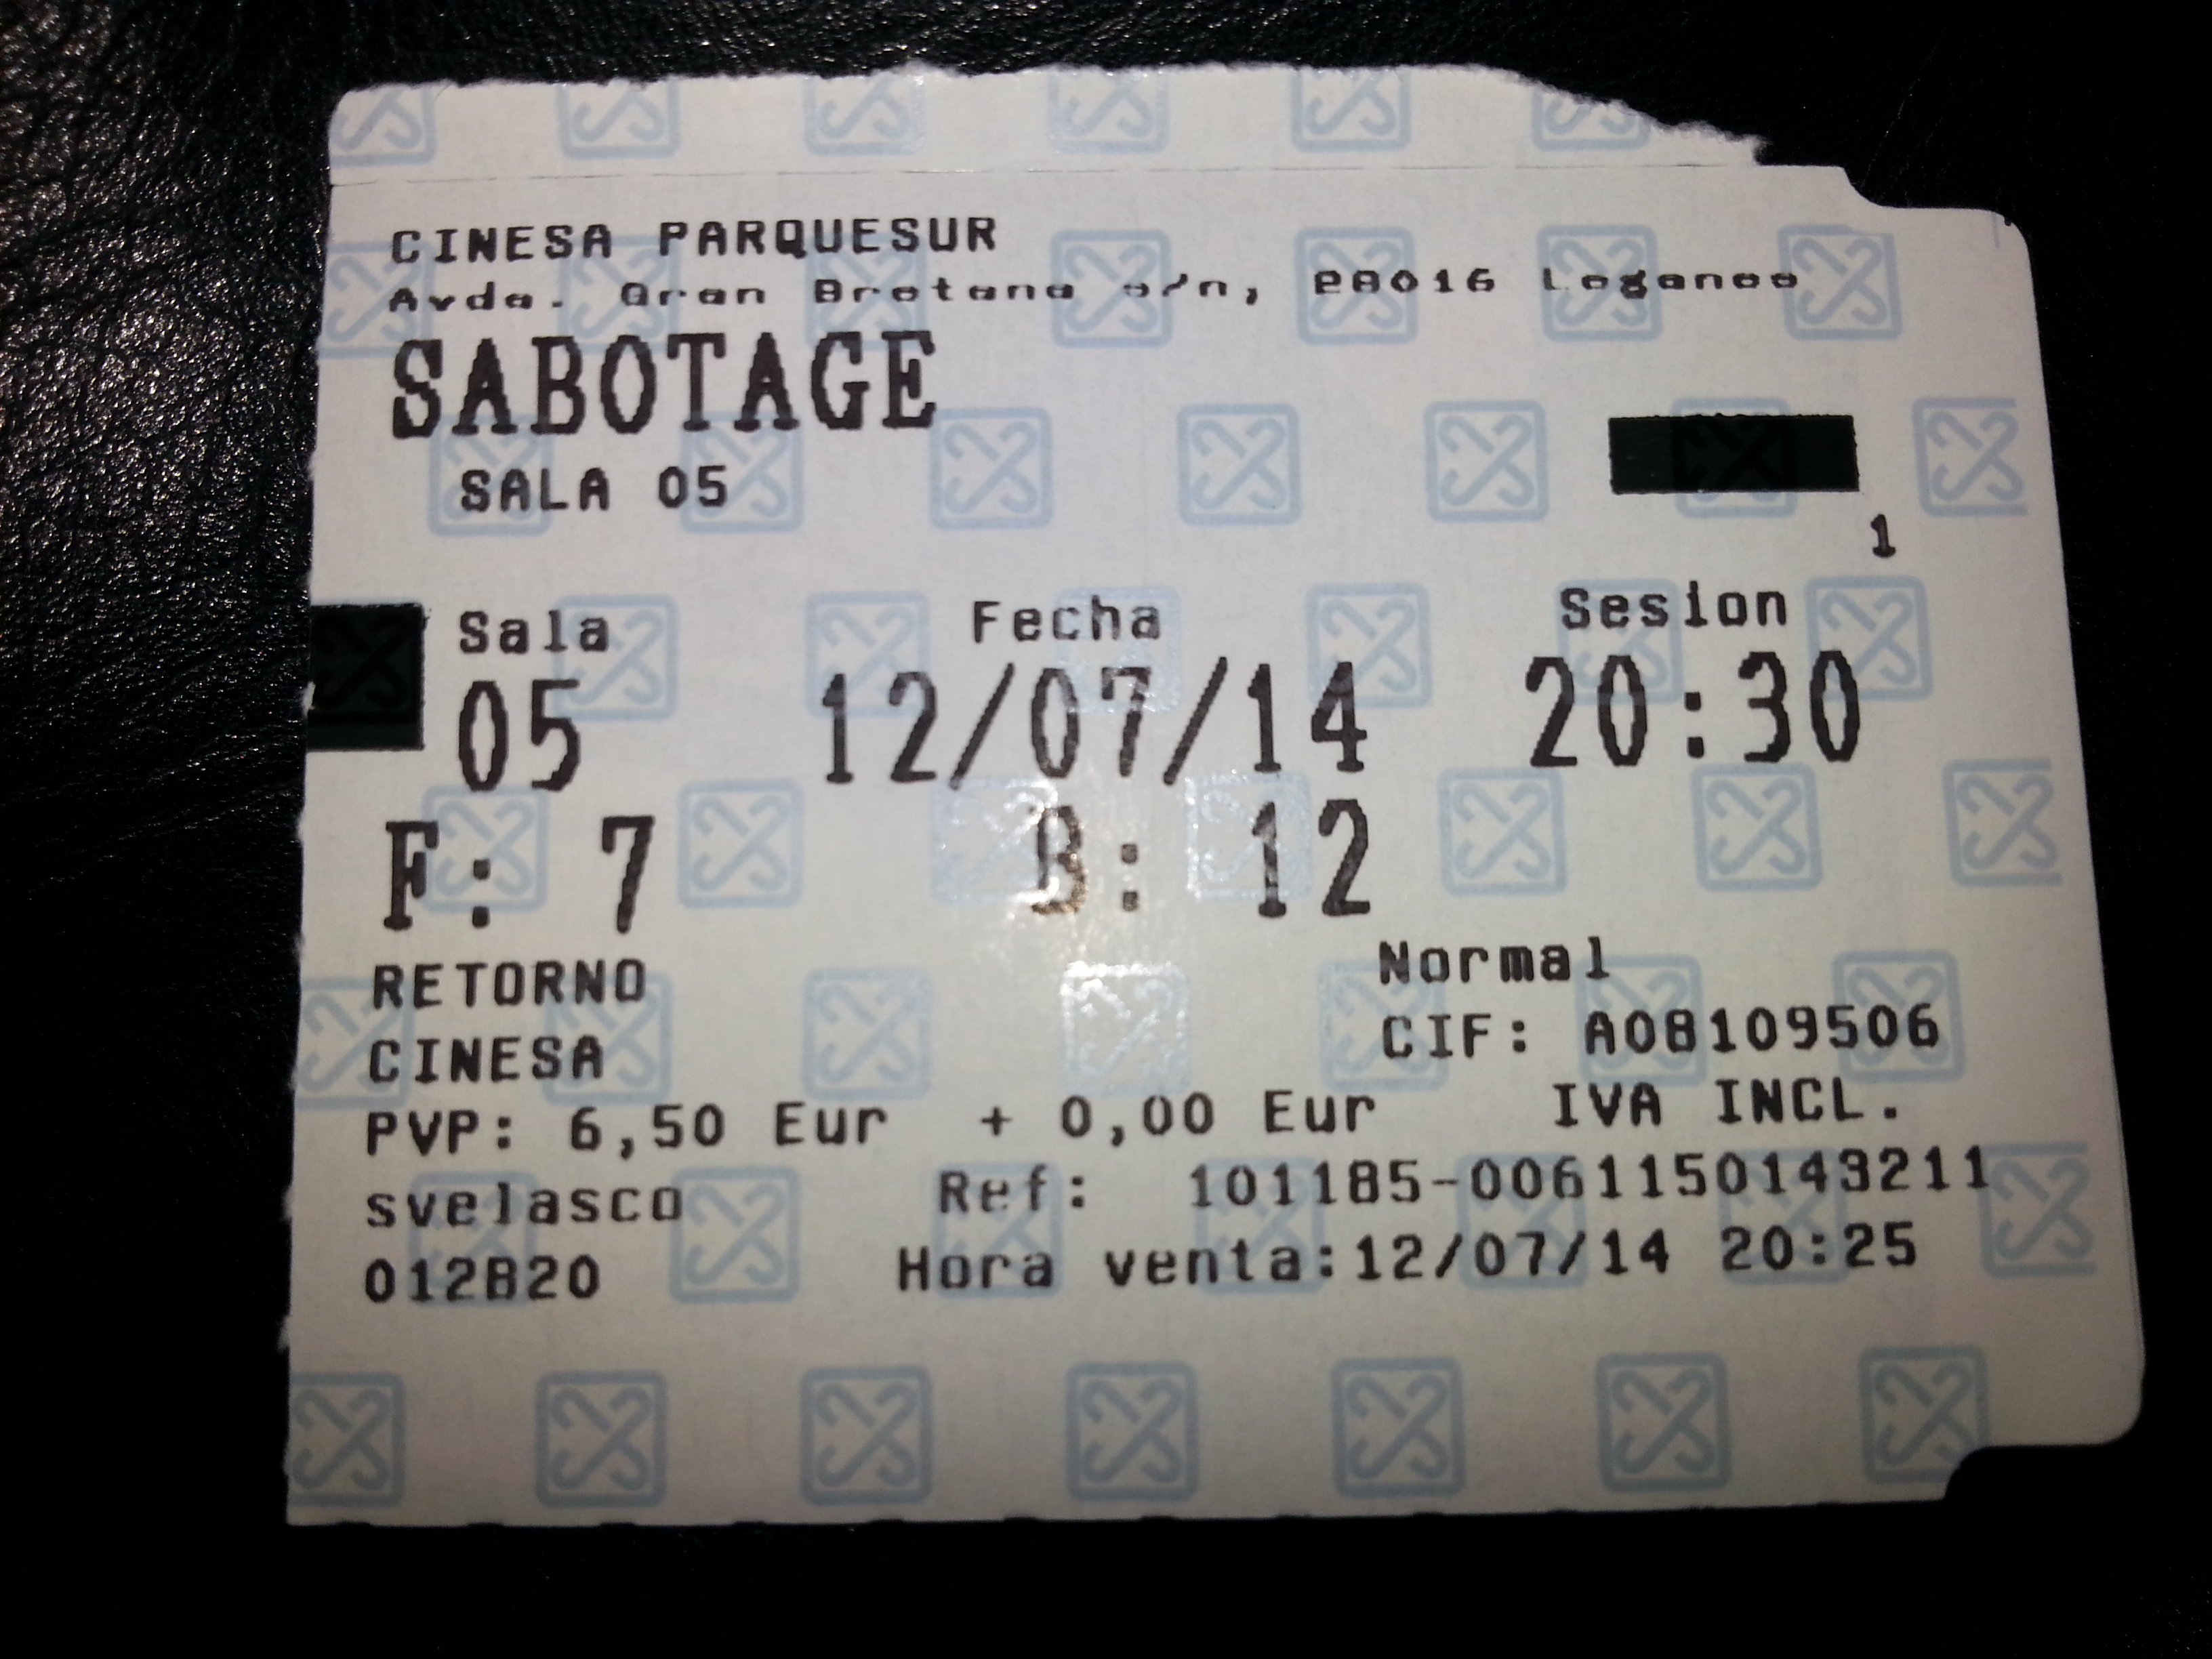 CINESA PARQUESUR
Avda. Gran Bretana s/n, 28016 Leganes
SABOTAGE
SALA 05
1
Sala Fecha Sesion
05 12/07/14 20:30
F: 7 B: 12
RETORNO Normal
CINESA CIF: A08109506
PVP: 6,50 Eur + 0,00 Eur IVA INCL.
svelasco Ref: 101185-0061150143211
012820 Hora venta:12/07/14 20:25